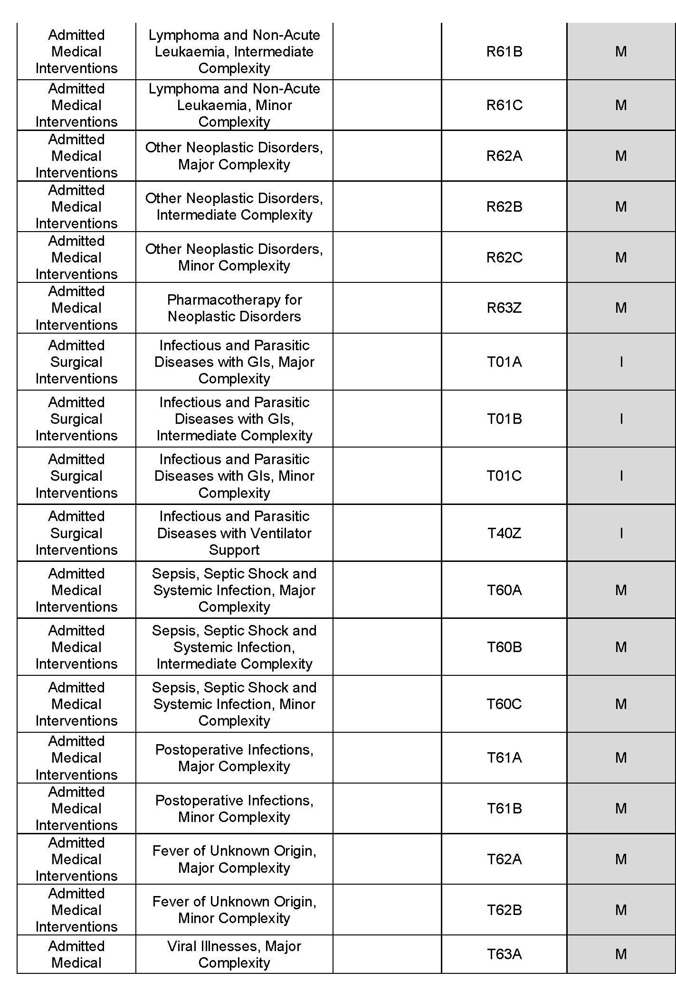 Admitted
Medical
Interventions
Lymphoma and Non-Acute
Leukaemia, Intermediate
Complexity
R61B
M
Admitted
Medical
Interventions
Lymphoma and Non-Acute
Leukaemia, Minor
Complexity
R61C
M
Admitted
Medical
Interventions
Other Neoplastic Disorders,
Major Complexity
R62A
M
Admitted
Medical
Interventions
Other Neoplastic Disorders,
Intermediate Complexity
R62B
M
Admitted
Medical
Interventions
Other Neoplastic Disorders,
Minor Complexity
R62C
M
Admitted
Medical
Interventions
Pharmacotherapy for
Neoplastic Disorders
R63Z
M
Admitted
Surgical
Interventions
Infectious and Parasitic
Diseases with GIs, Major
Complexity
T01A
I
Admitted
Surgical
Interventions
Infectious and Parasitic
Diseases with GIs,
Intermediate Complexity
T01B
I
Admitted
Surgical
Interventions
Infectious and Parasitic
Diseases with GIs, Minor
Complexity
T01C
I
Admitted
Surgical
Interventions
Infectious and Parasitic
Diseases with Ventilator
Support
T40Z
I
Admitted
Medical
Interventions
Sepsis, Septic Shock and
Systemic Infection, Major
Complexity
T60A
M
Admitted
Medical
Interventions
Sepsis, Septic Shock and
Systemic Infection,
Intermediate Complexity
T60B
M
Admitted
Medical
Interventions
Sepsis, Septic Shock and
Systemic Infection, Minor
Complexity
T60C
M
Admitted
Medical
Interventions
Postoperative Infections,
Major Complexity
T61A
M
Admitted
Medical
Interventions
Postoperative Infections,
Minor Complexity
T61B
M
Admitted
Medical
Interventions
Fever of Unknown Origin,
Major Complexity
T62A
M
Admitted
Medical
Interventions
Fever of Unknown Origin,
Minor Complexity
T62B
M
Admitted
Medical
Viral Illnesses, Major
Complexity
T63A
M